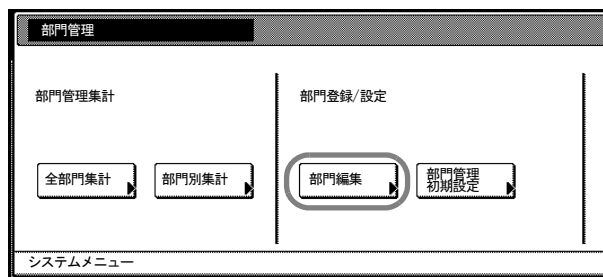 部門管理
部門管理集計
部門登録/設定
全部門集計
部門別集計
部門編集
部門管理
初期設定
システムメニュー